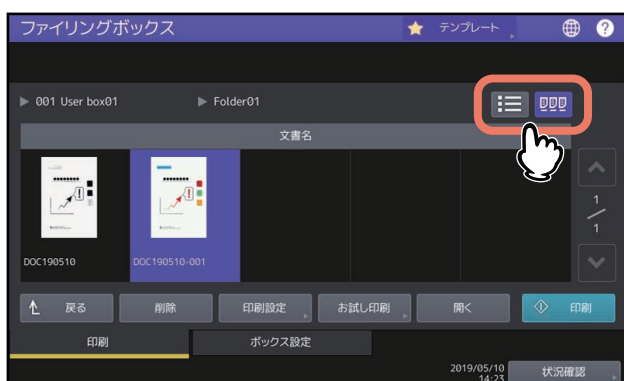 ファイリングボックス
テンプレート
?
001 User box01
Folder01
文書名
DOC190510
DOC190510-001
1
1
戻る
削除
印刷設定
お試し印刷
開く
印刷
印刷
ボックス設定
2019/05/10
14:23
状況確認